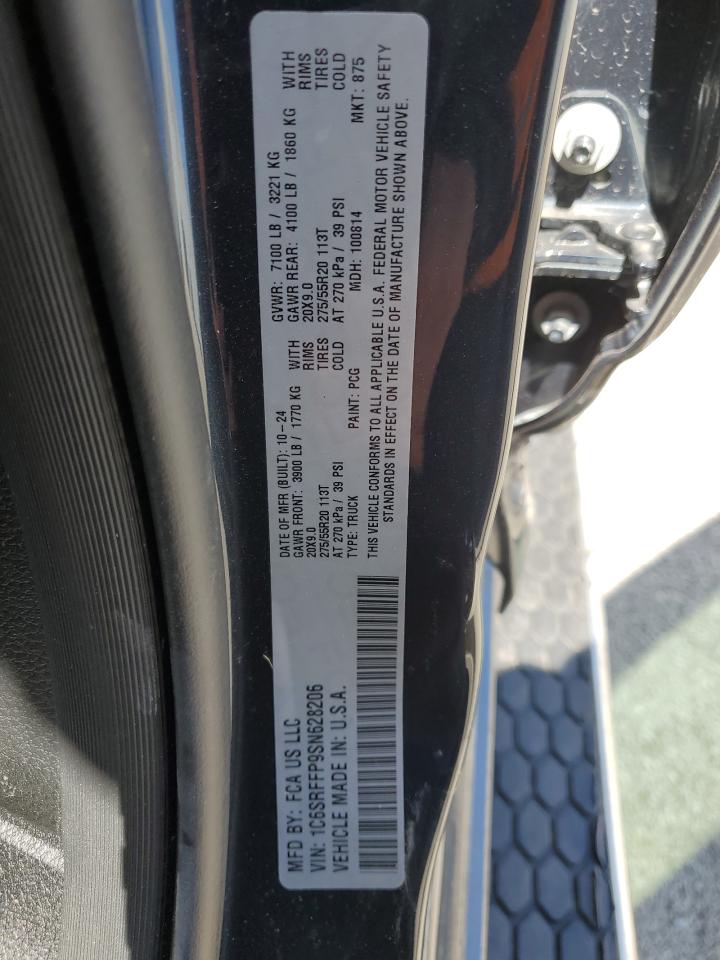 MFD BY: FCA US LLC
VIN: 1C6SRFFP9SN628206
VEHICLE MADE IN: U.S.A.
DATE OF MFR (BUILT): 10-24 GVWR: 7100 LB / 3221 KG
GAWR FRONT: 3900 LB / 1770 KG WITH GAWR REAR: 4100 LB / 1860 KG WITH
20X9.0 RIMS 20X9.0 RIMS
275/55R20 113T TIRES 275/55R20 113T TIRES
AT 270 kPa / 39 PSI COLD AT 270 kPa / 39 PSI COLD
TYPE: TRUCK PAINT: PCG MDH: 100814 MKT: 875
THIS VEHICLE CONFORMS TO ALL APPLICABLE U.S.A. FEDERAL MOTOR VEHICLE SAFETY
STANDARDS IN EFFECT ON THE DATE OF MANUFACTURE SHOWN ABOVE.